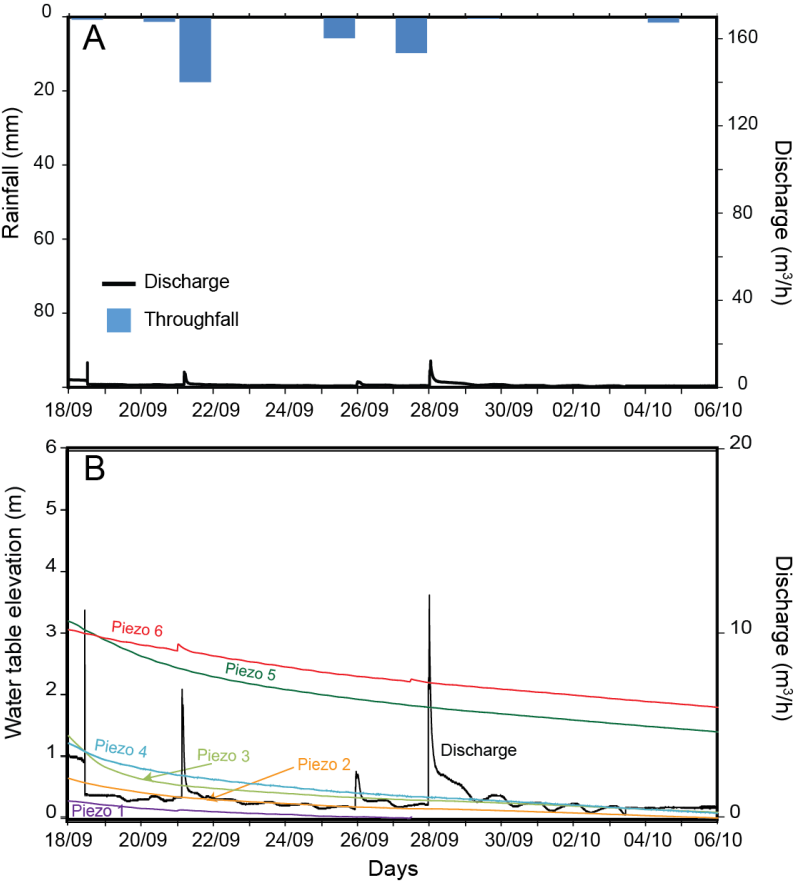 A
0
20
40
60
80
Rainfall (mm)
160
120
80
40
0
Discharge (m³/h)
Discharge
Throughfall
18/09 20/09 22/09 24/09 26/09 28/09 30/09 02/10 04/10 06/10
B
6
5
4
3
2
1
0
Water table elevation (m)
20
10
0
Discharge (m³/h)
Piezo 6
Piezo 5
Piezo 4
Piezo 3
Piezo 2
Discharge
Piezo 1
18/09 20/09 22/09 24/09 26/09 28/09 30/09 02/10 04/10 06/10
Days